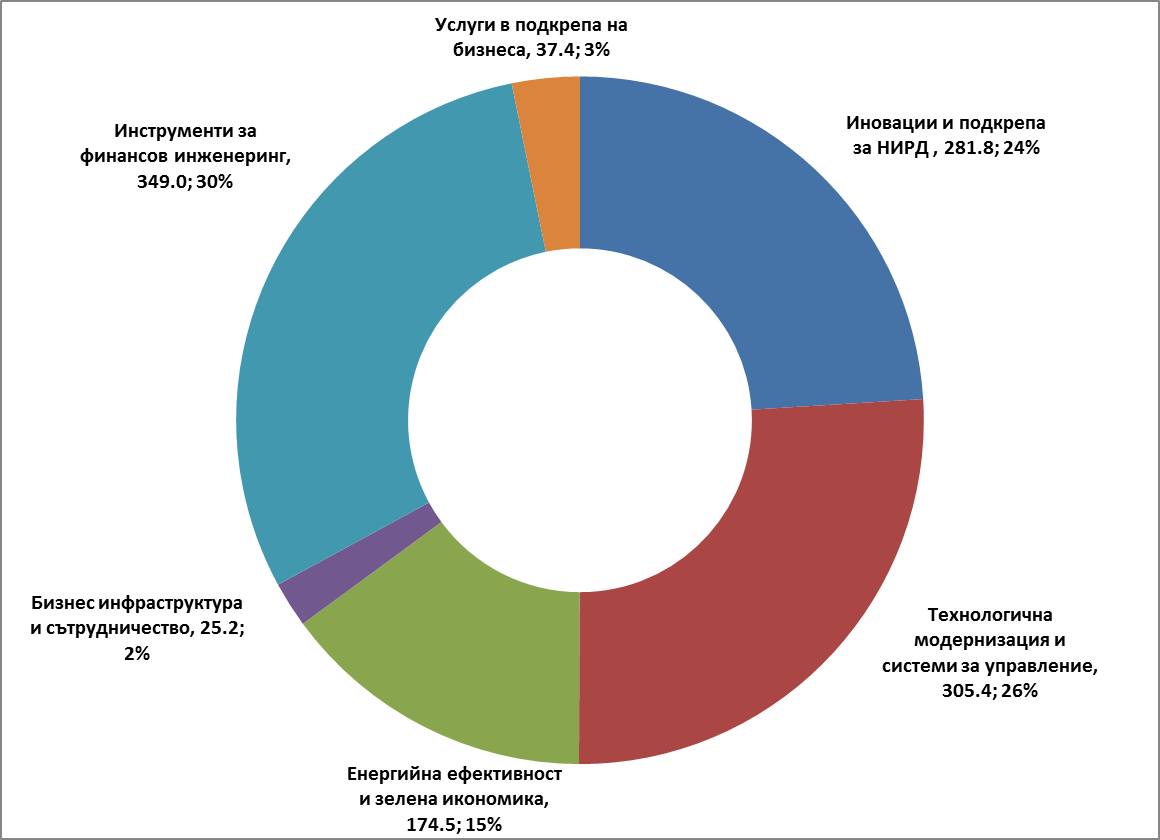 Услуги в подкрепа на
бизнеса, 37.4; 3%
Иновации и подкрепа
за НИРД , 281.8; 24%
Инструменти за
финансов инженеринг,
349.0; 30%
Бизнес инфраструктура
и сътрудничество, 25.2;
2%
Технологична
модернизация и
системи за управление,
305.4; 26%
Енергийна ефективност
и зелена икономика,
174.5; 15%